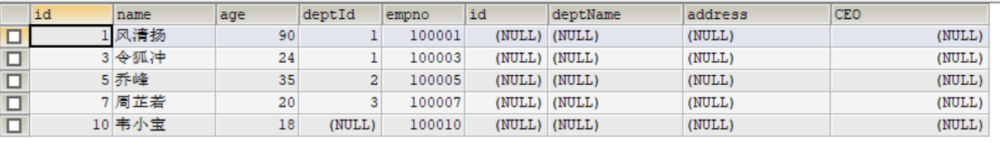 id name age deptId empno id deptName address CEO
1 风清扬 90 1 100001 (NULL) (NULL) (NULL) (NULL)
3 令狐冲 24 1 100003 (NULL) (NULL) (NULL) (NULL)
5 乔峰 35 2 100005 (NULL) (NULL) (NULL) (NULL)
7 周芷若 20 3 100007 (NULL) (NULL) (NULL) (NULL)
10 韦小宝 18 (NULL) 100010 (NULL) (NULL) (NULL) (NULL)